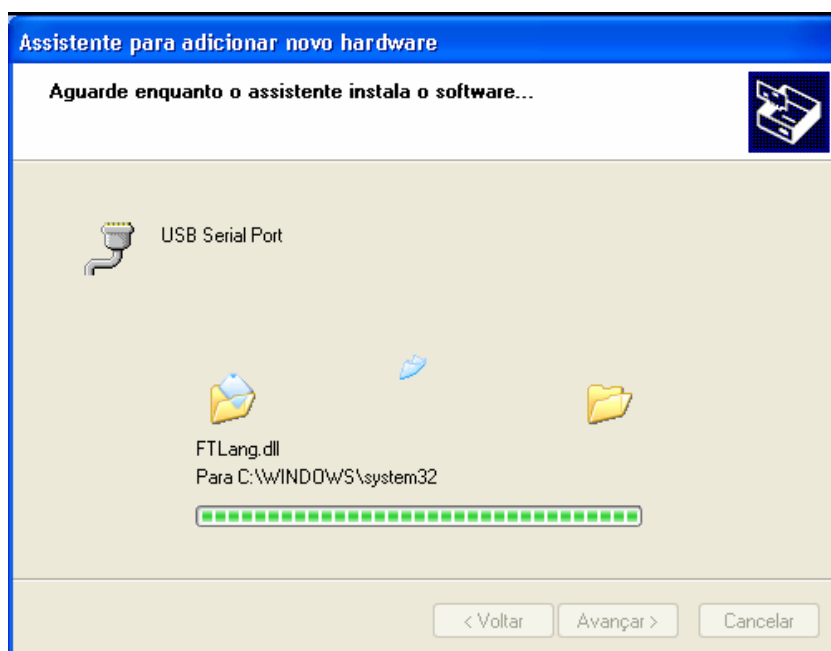 Assistente para adicionar novo hardware
Aguarde enquanto o assistente instala o software...
USB Serial Port
FTLang.dll
Para C:\WINDOWS\system32
< Voltar
Avançar >
Cancelar